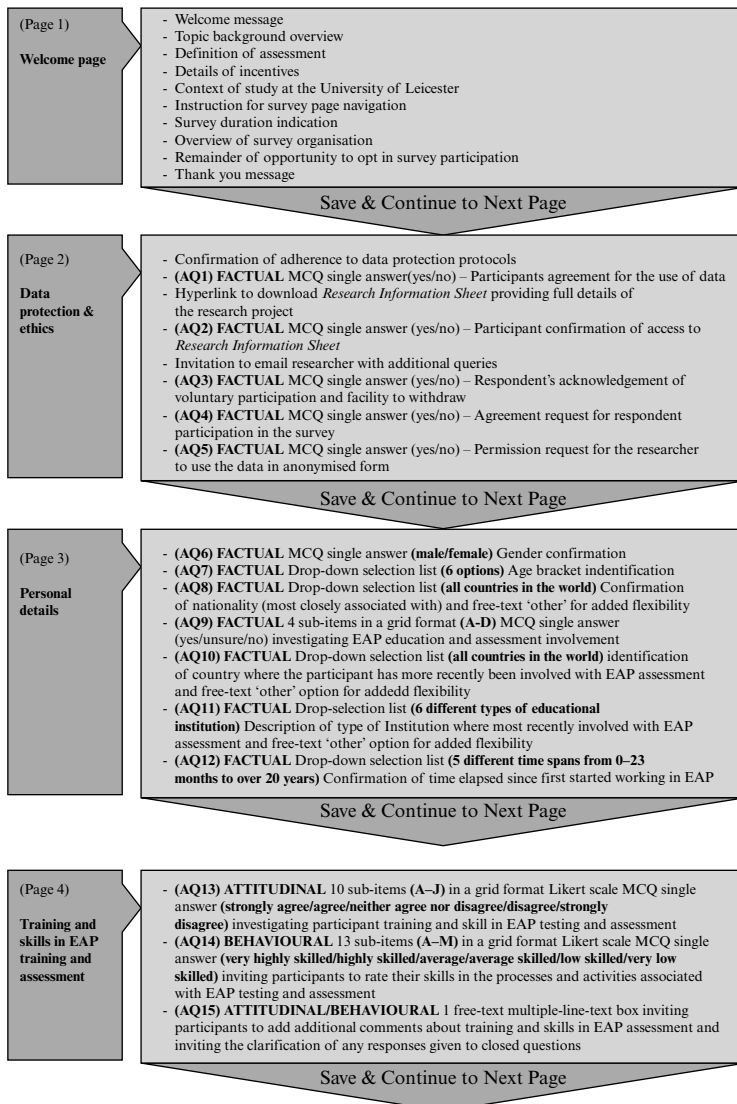 (Page 1)
Welcome page
- Welcome message
- Topic background overview
- Definition of assessment
- Details of incentives
- Context of study at the University of Leicester
- Instruction for survey page navigation
- Survey duration indication
- Overview of survey organisation
- Remainder of opportunity to opt in survey participation
- Thank you message
Save & Continue to Next Page
(Page 2)
Data
protection &
ethics
- Confirmation of adherence to data protection protocols
- (AQ1) FACTUAL MCQ single answer(yes/no) – Participants agreement for the use of data
- Hyperlink to download Research Information Sheet providing full details of
the research project
- (AQ2) FACTUAL MCQ single answer (yes/no) – Participant confirmation of access to
Research Information Sheet
- Invitation to email researcher with additional queries
- (AQ3) FACTUAL MCQ single answer (yes/no) – Respondent's acknowledgement of
voluntary participation and facility to withdraw
- (AQ4) FACTUAL MCQ single answer (yes/no) – Agreement request for respondent
participation in the survey
- (AQ5) FACTUAL MCQ single answer (yes/no) – Permission request for the researcher
to use the data in anonymised form
Save & Continue to Next Page
(Page 3)
Personal
details
- (AQ6) FACTUAL MCQ single answer (male/female) Gender confirmation
- (AQ7) FACTUAL Drop-down selection list (6 options) Age bracket indentification
- (AQ8) FACTUAL Drop-down selection list (all countries in the world) Confirmation
of nationality (most closely associated with) and free-text 'other' for added flexibility
- (AQ9) FACTUAL 4 sub-items in a grid format (A-D) MCQ single answer
(yes/unsure/no) investigating EAP education and assessment involvement
- (AQ10) FACTUAL Drop-down selection list (all countries in the world) identification
of country where the participant has more recently been involved with EAP assessment
and free-text 'other' option for addedd flexibility
- (AQ11) FACTUAL Drop-selection list (6 different types of educational
institution) Description of type of Institution where most recently involved with EAP
assessment and free-text 'other' option for added flexibility
- (AQ12) FACTUAL Drop-down selection list (5 different time spans from 0–23
months to over 20 years) Confirmation of time elapsed since first started working in EAP
Save & Continue to Next Page
(Page 4)
Training and
skills in EAP
training and
assessment
- (AQ13) ATTITUDINAL 10 sub-items (A–J) in a grid format Likert scale MCQ single
answer (strongly agree/agree/neither agree nor disagree/disagree/strongly
disagree) investigating participant training and skill in EAP testing and assessment
- (AQ14) BEHAVIOURAL 13 sub-items (A–M) in a grid format Likert scale MCQ single
answer (very highly skilled/highly skilled/average/average skilled/low skilled/very low
skilled) inviting participants to rate their skills in the processes and activities associated
with EAP testing and assessment
- (AQ15) ATTITUDINAL/BEHAVIOURAL 1 free-text multiple-line-text box inviting
participants to add additional comments about training and skills in EAP assessment and
inviting the clarification of any responses given to closed questions
Save & Continue to Next Page